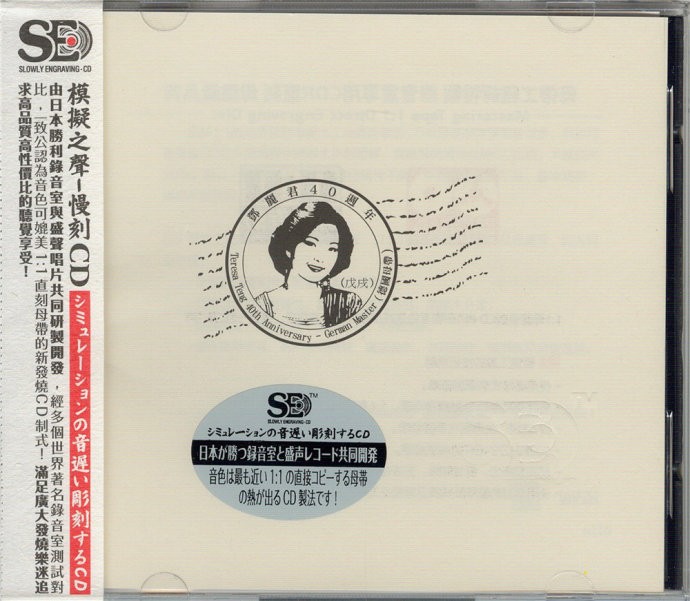 SE CD
SLOWLY ENGRAVING-CD
模擬之聲-慢刻CD
シミュレーションの音遅い彫刻するCD
由日本勝利錄音室與盛聲唱片共同研製開發，經多個世界著名錄音室測試對
比，一致公認為音色可媲美1:1直刻母帶的新發燒CD制式！滿足廣大發燒樂迷追
求高品質高性價比的聽覺享受！
鄧麗君40週年
Teresa Teng 40th Anniversary - German Master (德國母帶)
(戊戌)
SE CD™
SLOWLY ENGRAVING-CD
シミュレーションの音遅い彫刻するCD
日本が勝つ録音室と盛声レコード共同開発
音色は最も近い1:1の直接コピーする母帯
の熱が出るCD製法です！